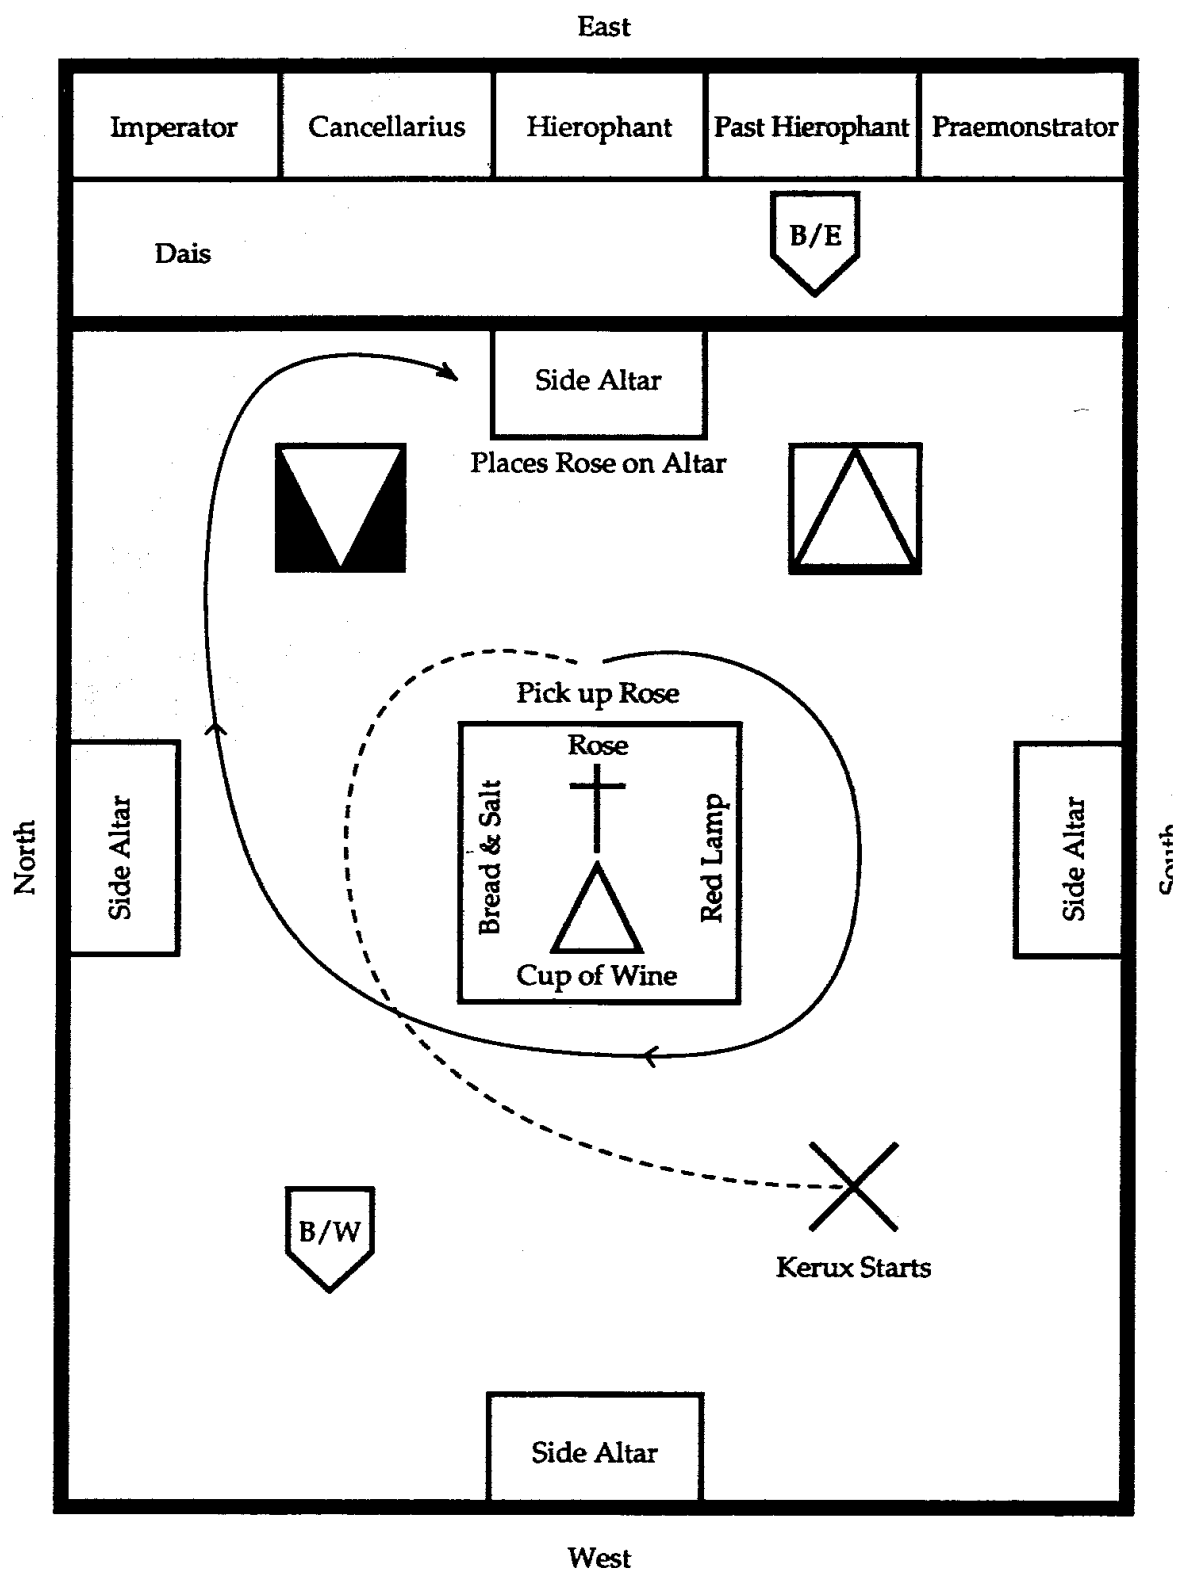 East
Imperator
Cancellarius
Hierophant
Past Hierophant
Praemonstrator
Dais
B/E
Side Altar
Places Rose on Altar
Pick up Rose
Rose
Bread & Salt
Red Lamp
Cup of Wine
North
Side Altar
Side Altar
South
B/W
Kerux Starts
Side Altar
West